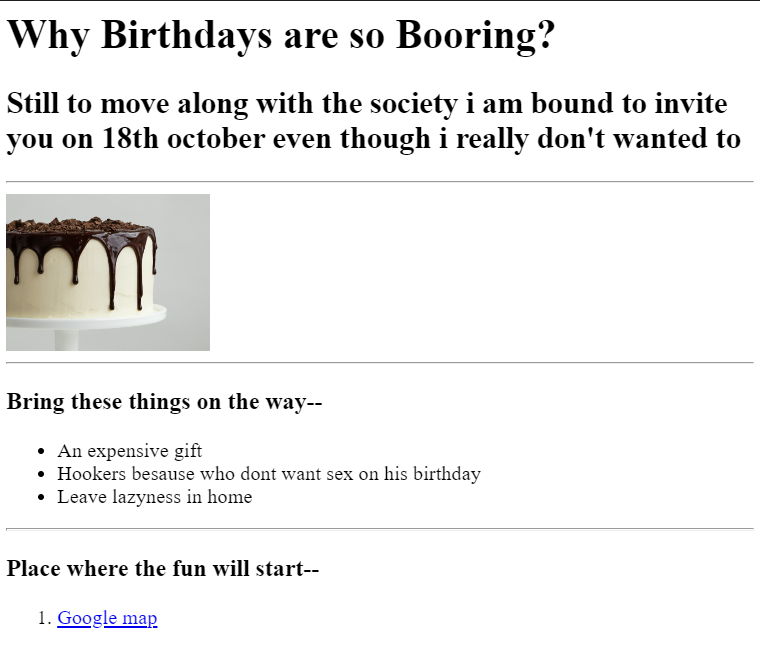 Why Birthdays are so Booring?
Still to move along with the society i am bound to invite
you on 18th october even though i really don't wanted to
Bring these things on the way--
An expensive gift
Hookers besause who dont want sex on his birthday
Leave lazyness in home
Place where the fun will start--
1. Google map